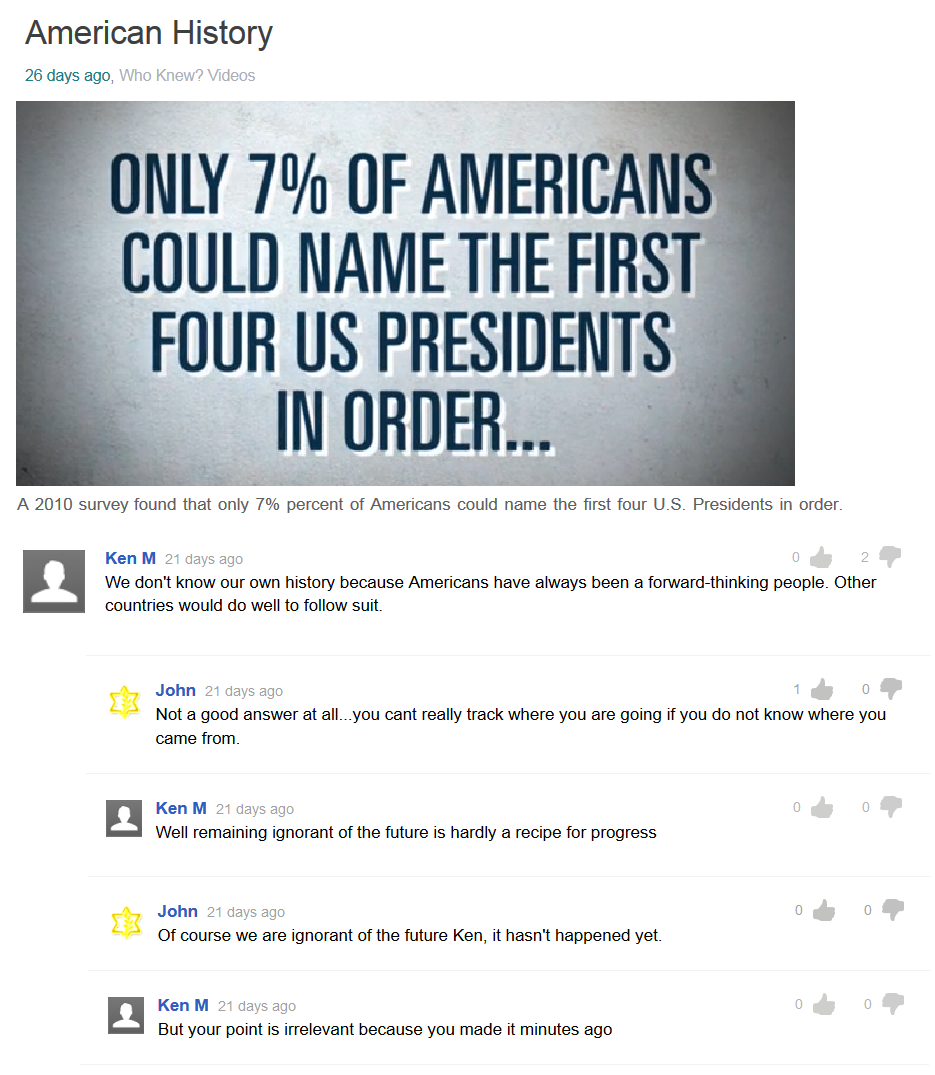 American History
26 days ago, Who Knew? Videos
ONLY 7% OF AMERICANS
COULD NAME THE FIRST
FOUR US PRESIDENTS
IN ORDER...
A 2010 survey found that only 7% percent of Americans could name the first four U.S. Presidents in order.
Ken M 21 days ago 0 2
We don't know our own history because Americans have always been a forward-thinking people. Other
countries would do well to follow suit.
John 21 days ago 1 0
Not a good answer at all...you cant really track where you are going if you do not know where you
came from.
Ken M 21 days ago 0 0
Well remaining ignorant of the future is hardly a recipe for progress
John 21 days ago 0 0
Of course we are ignorant of the future Ken, it hasn't happened yet.
Ken M 21 days ago 0 0
But your point is irrelevant because you made it minutes ago